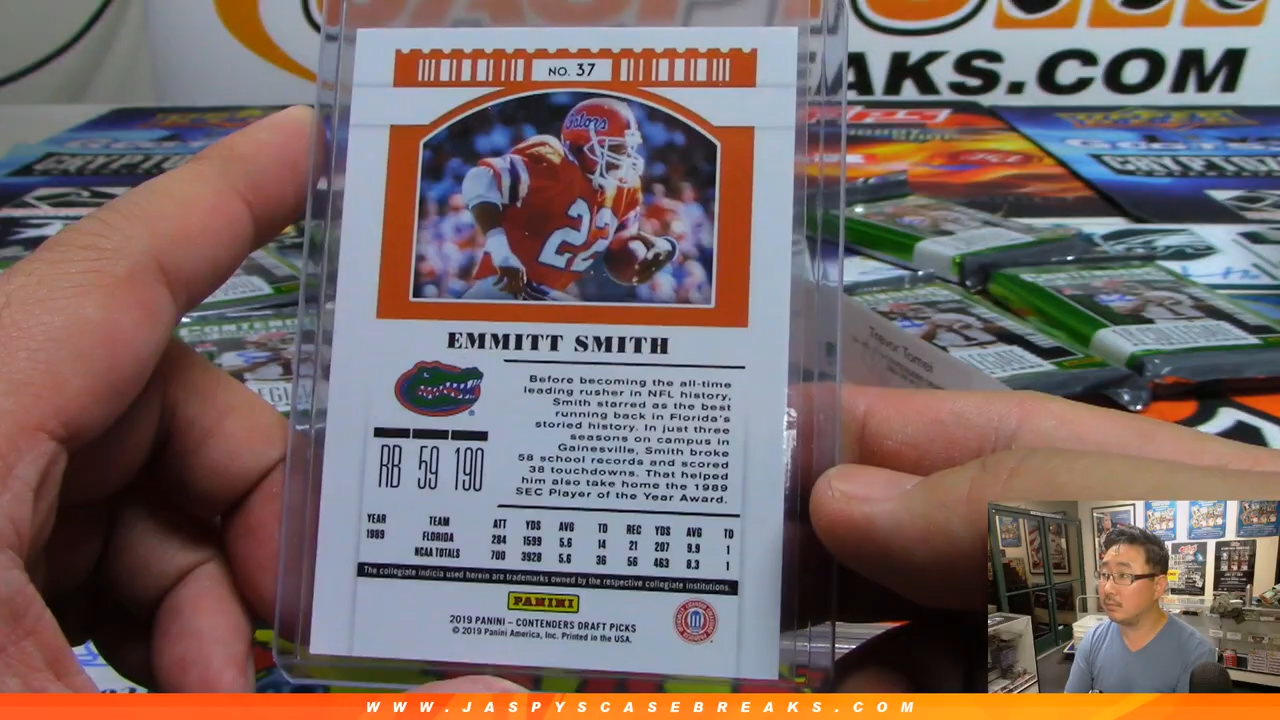 AKS.COM
NO. 37
Gators
22
EMMITT SMITH
Before becoming the all-time
leading rusher in NFL history,
Smith starred as the best
running back in Florida's
storied history. In just three
seasons on campus in
Gainesville, Smith broke
58 school records and scored
38 touchdowns. That helped
him also take home the 1989
SEC Player of the Year Award.
RB 59 190
YEAR TEAM ATT YDS AVG TD REC YDS AVG TD
1989 FLORIDA 284 1599 5.6 14 21 207 9.9 1
NCAA TOTALS 700 3928 5.6 36 56 463 8.3 1
The collegiate indicia used herein are trademarks owned by the respective collegiate institutions.
PANINI
2019 PANINI – CONTENDERS DRAFT PICKS
© 2019 Panini America, Inc. Printed in the USA.
WWW.JASPYSCASEBREAKS.COM